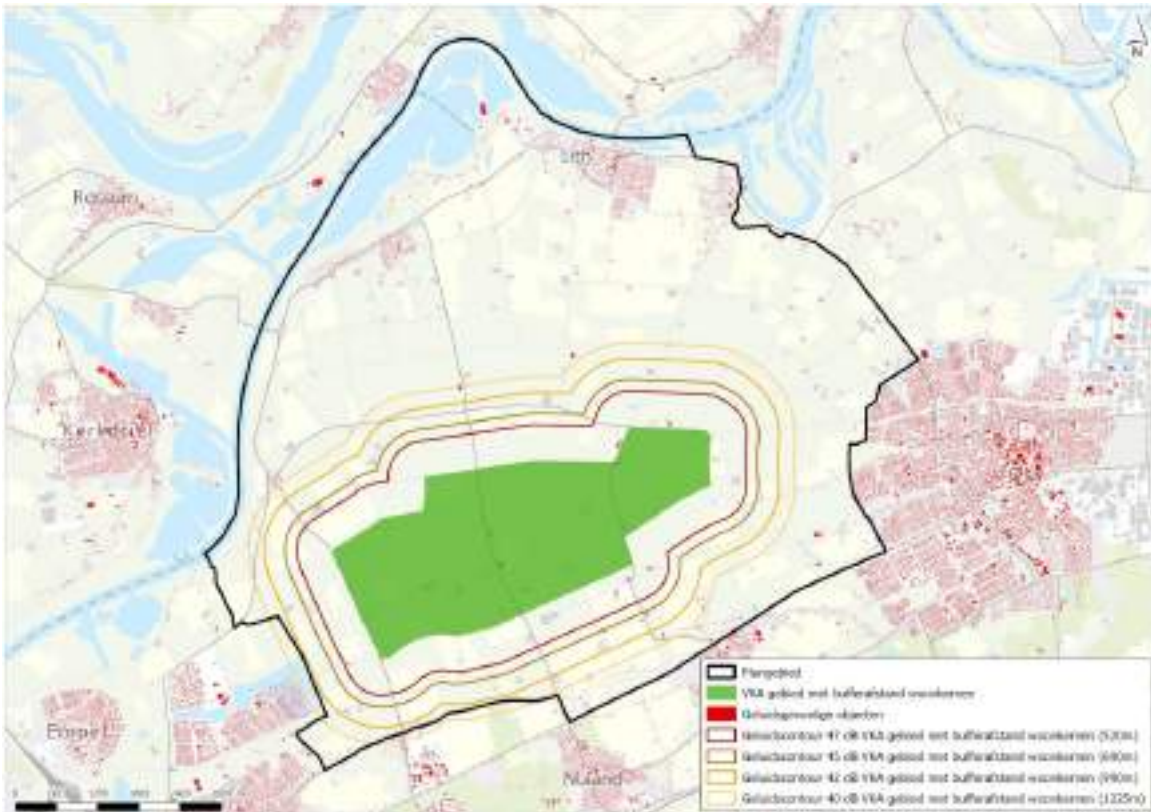 N
Lith
Rossum
Kerkdriel
Nuland
Plangebied
VKA gebied met bufferafstand woonkernen
Geluidsgevoelige objecten
Geluidscontour 47 dB VKA gebied met bufferafstand woonkernen (520m)
Geluidscontour 45 dB VKA gebied met bufferafstand woonkernen (690m)
Geluidscontour 42 dB VKA gebied met bufferafstand woonkernen (990m)
Geluidscontour 40 dB VKA gebied met bufferafstand woonkernen (1225m)